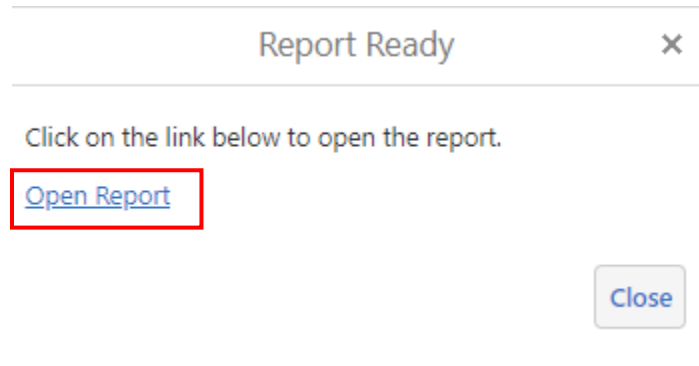 Report Ready
Click on the link below to open the report.
Open Report
Close